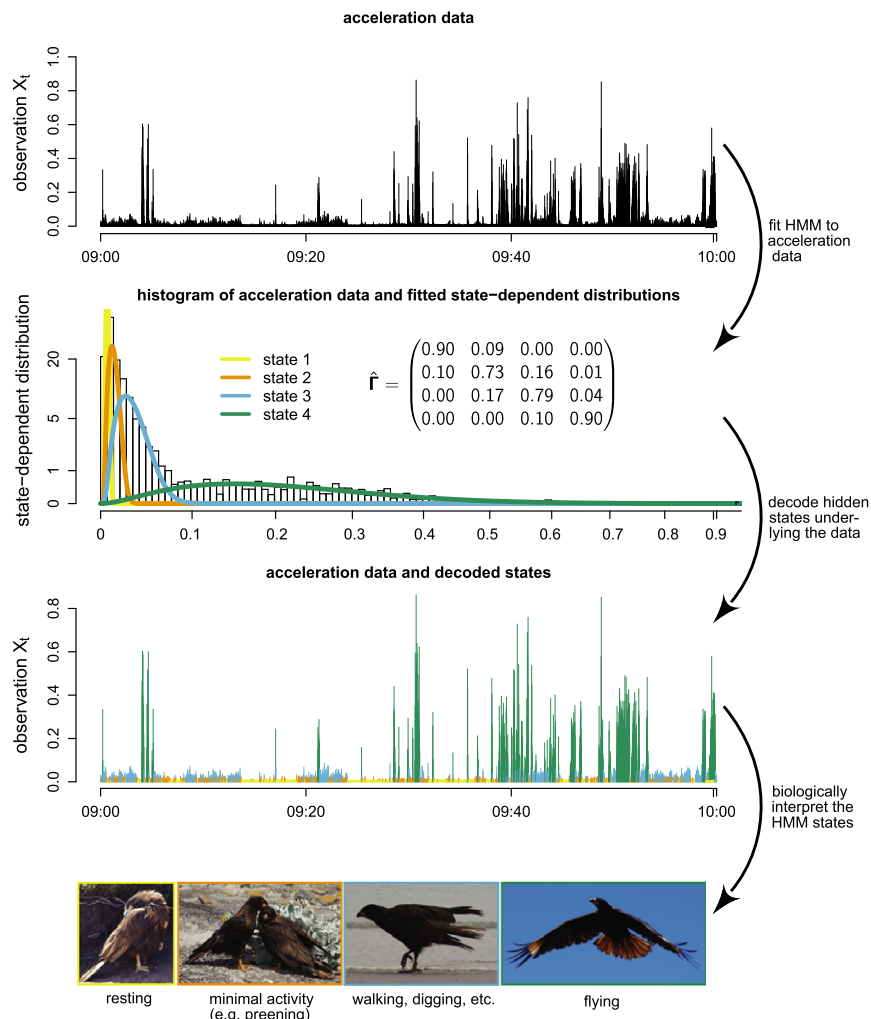 acceleration data
observation Xt
0.0 0.2 0.4 0.6 0.8 1.0
09:00 09:20 09:40 10:00
fit HMM to
acceleration
data
histogram of acceleration data and fitted state−dependent distributions
state−dependent distribution
0 1 5 20
state 1
state 2
state 3
state 4
Γ̂ =
0.90 0.09 0.00 0.00
0.10 0.73 0.16 0.01
0.00 0.17 0.79 0.04
0.00 0.00 0.10 0.90
0 0.1 0.2 0.3 0.4 0.5 0.6 0.7 0.8 0.9
decode hidden
states under-
lying the data
acceleration data and decoded states
observation Xt
0.0 0.2 0.4 0.6 0.8
09:00 09:20 09:40 10:00
biologically
interpret the
HMM states
resting
minimal activity
(e.g. preening)
walking, digging, etc.
flying